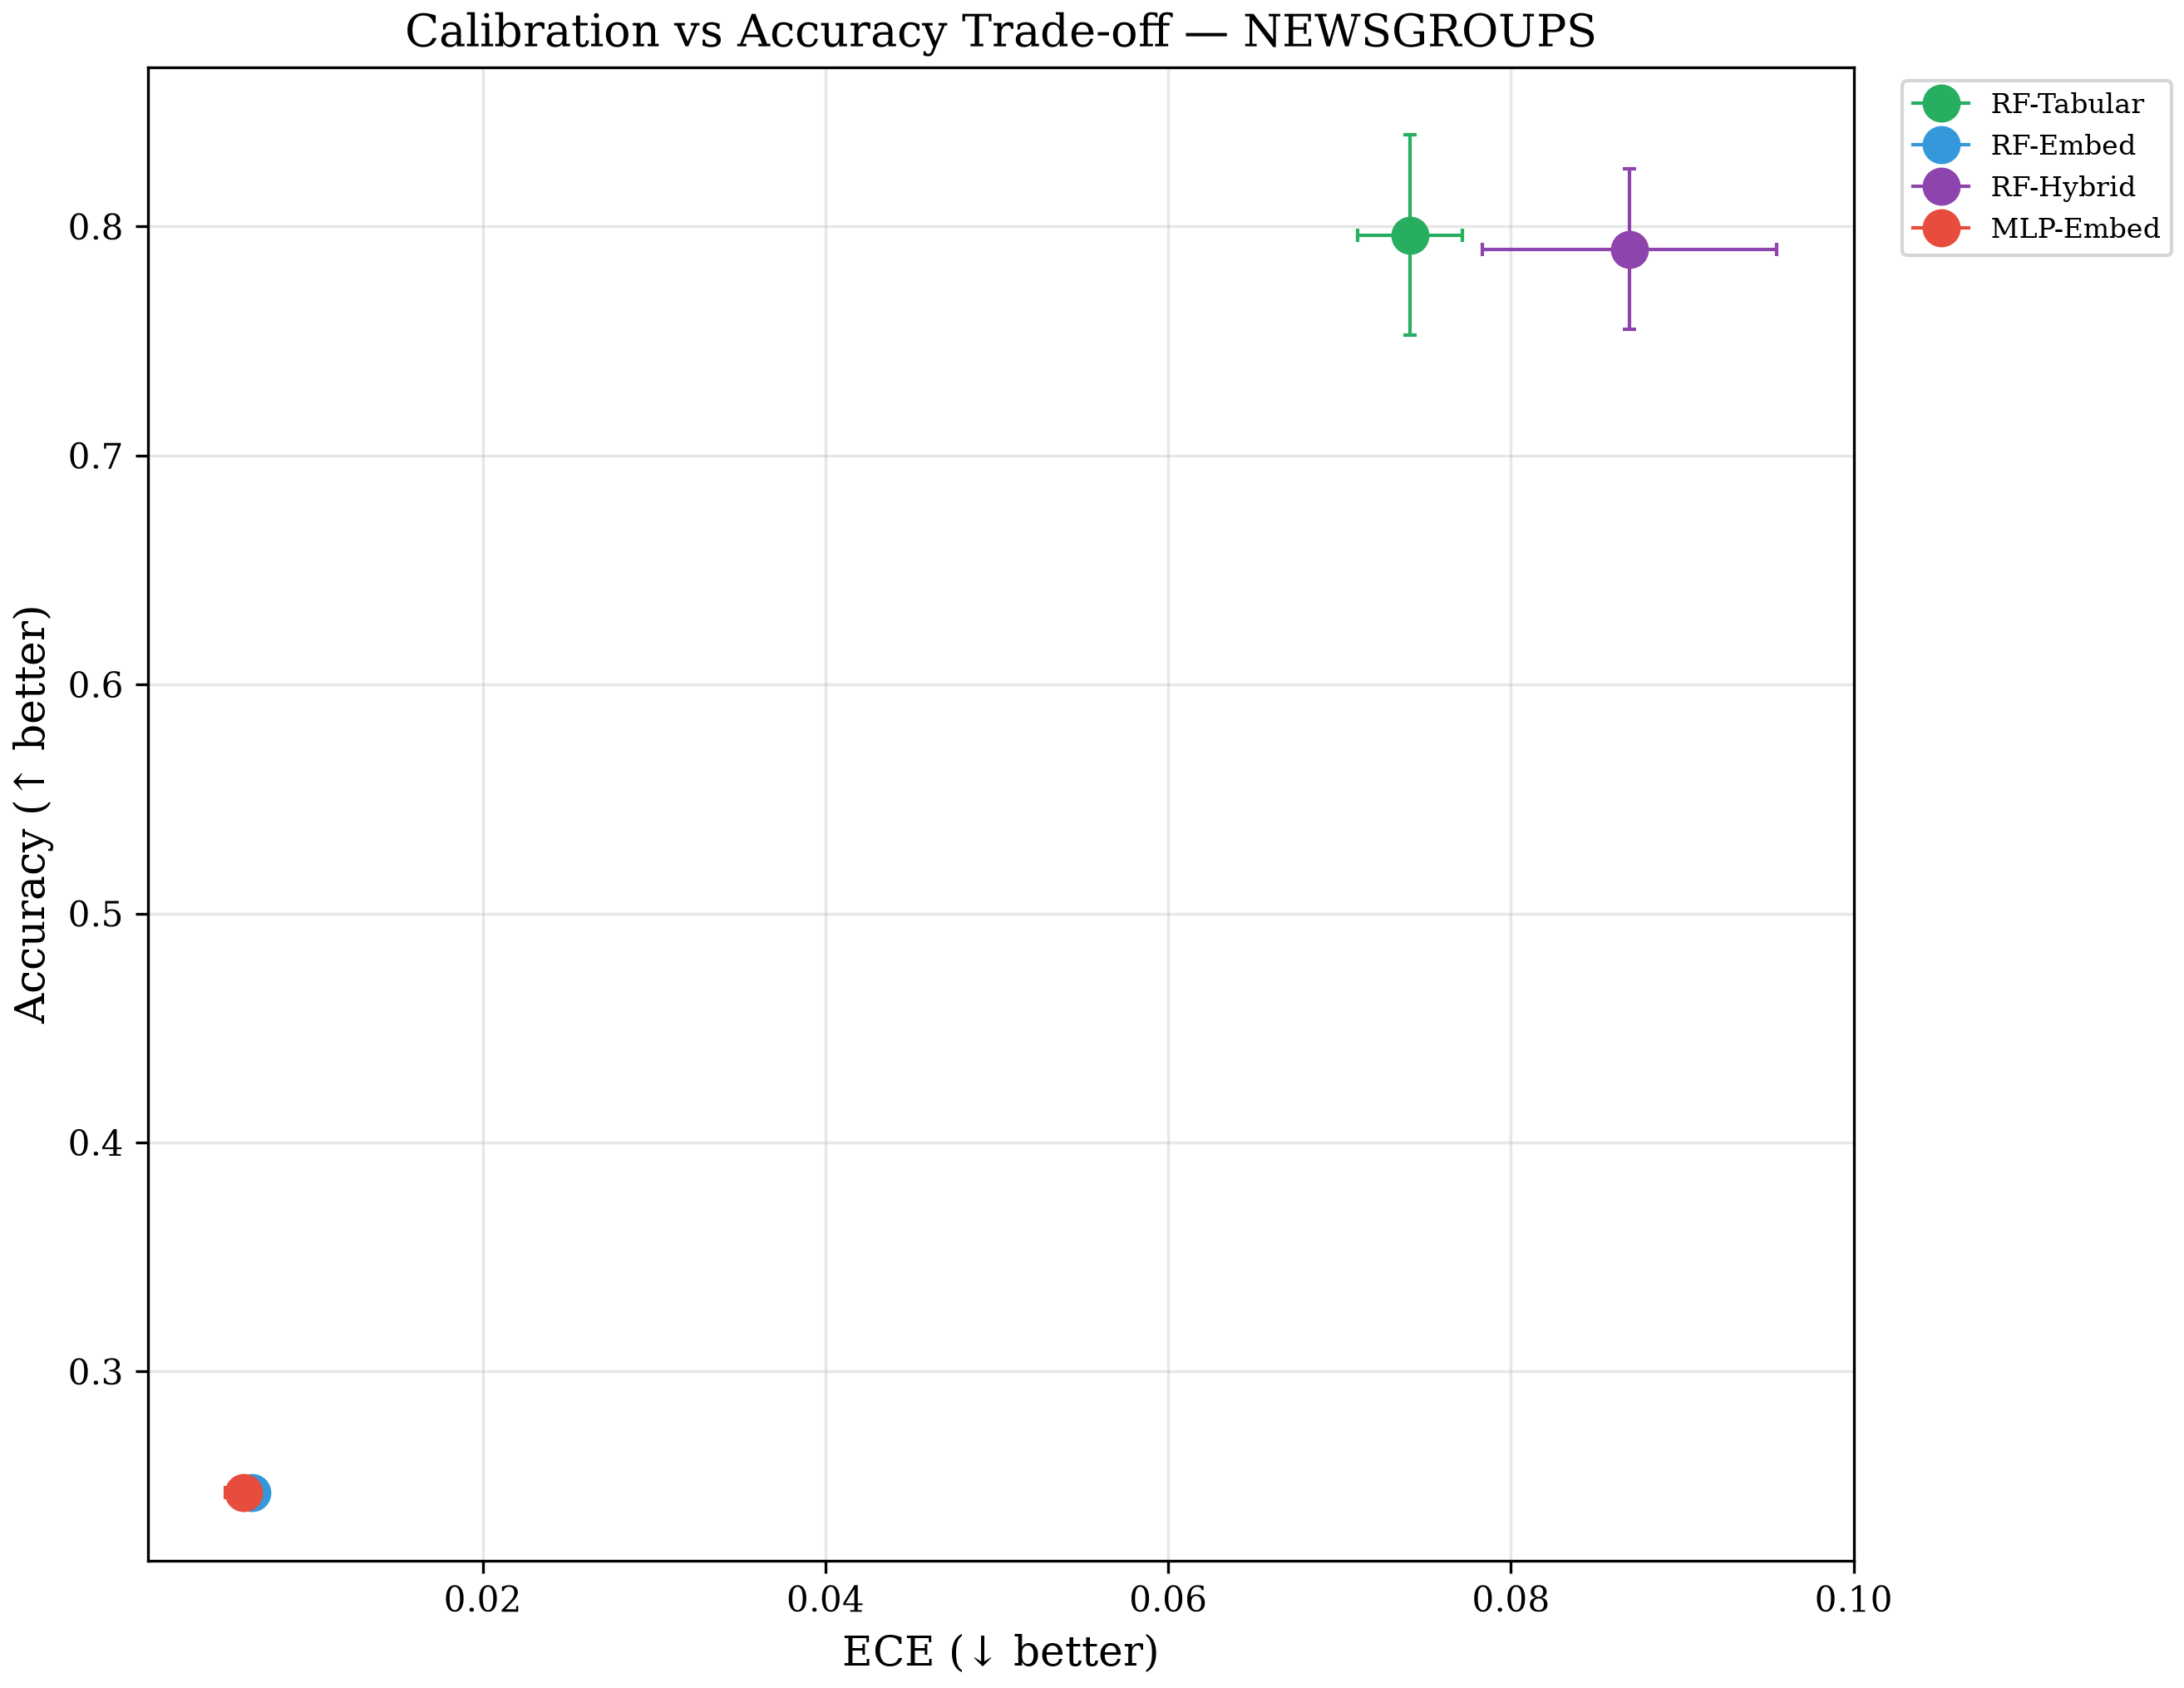 Calibration vs Accuracy Trade-off — NEWSGROUPS
RF-Tabular
RF-Embed
RF-Hybrid
MLP-Embed
Accuracy (↑ better)
0.8
0.7
0.6
0.5
0.4
0.3
0.02
0.04
0.06
0.08
0.10
ECE (↓ better)